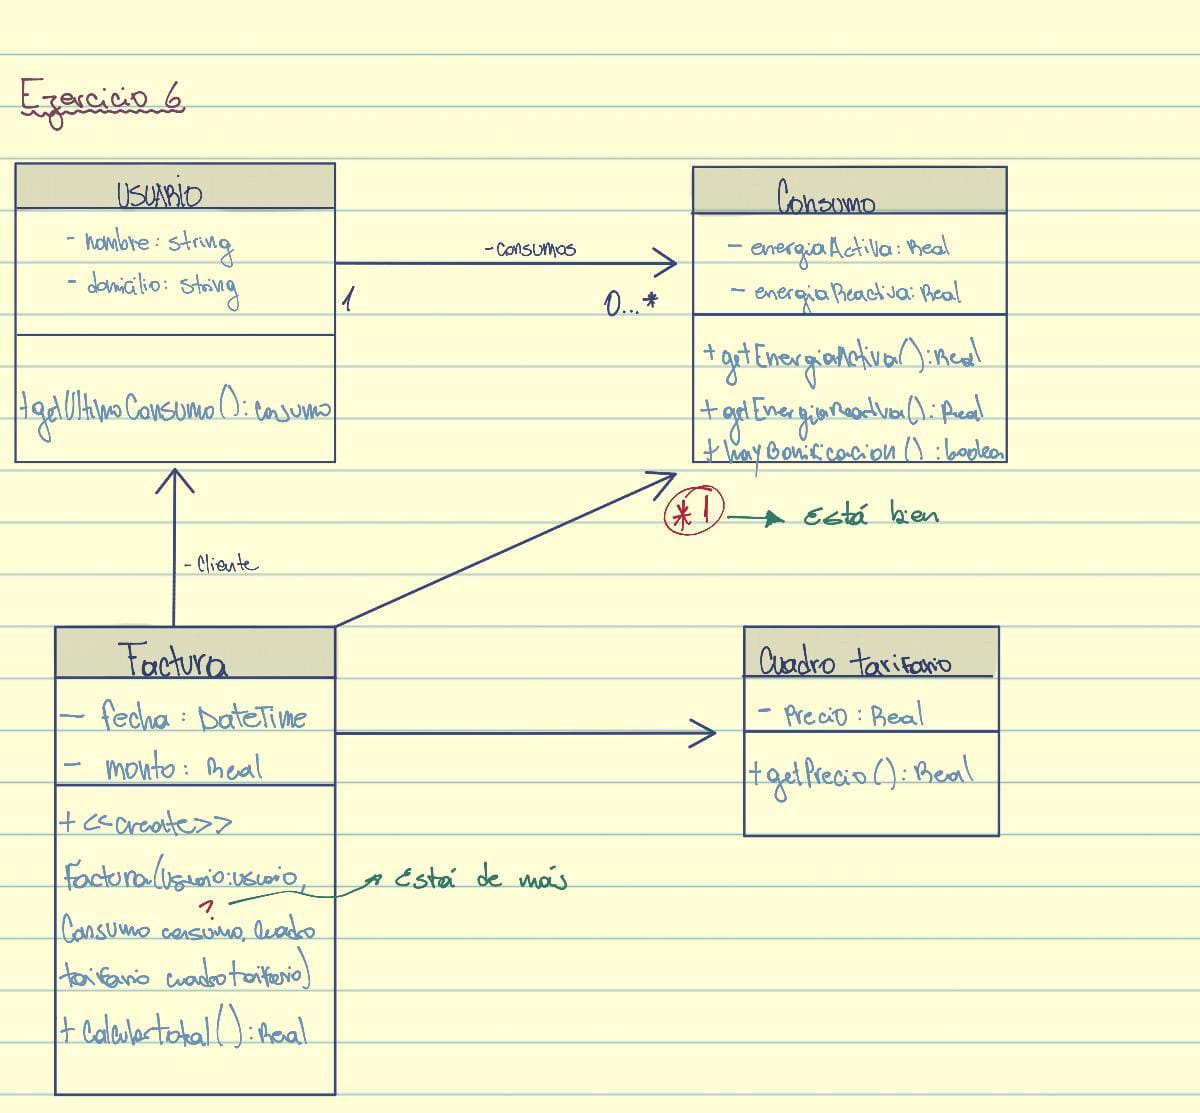 Ezercicio 6
USUARIO
- nombre: string
- domicilio: string
+getUltimoConsumo(): consumo
-consumos
1
0...*
Consumo
- energiaActiva: Real
- energiaReactiva: Real
+getEnergiaActiva(): Real
+getEnergiaReactiva(): Real
+hayBonificacion(): boolean
*1
Está bien
-Cliente
Factura
- fecha: DateTime
- monto: Real
+ <<create>>
Factura(Usuario:usuario,
Está de más
?
Consumo consumo, Cuadro
tarifario cuadrotarifario)
+ Calculartotal(): Real
Cuadro tarifario
- Precio: Real
+getPrecio(): Real